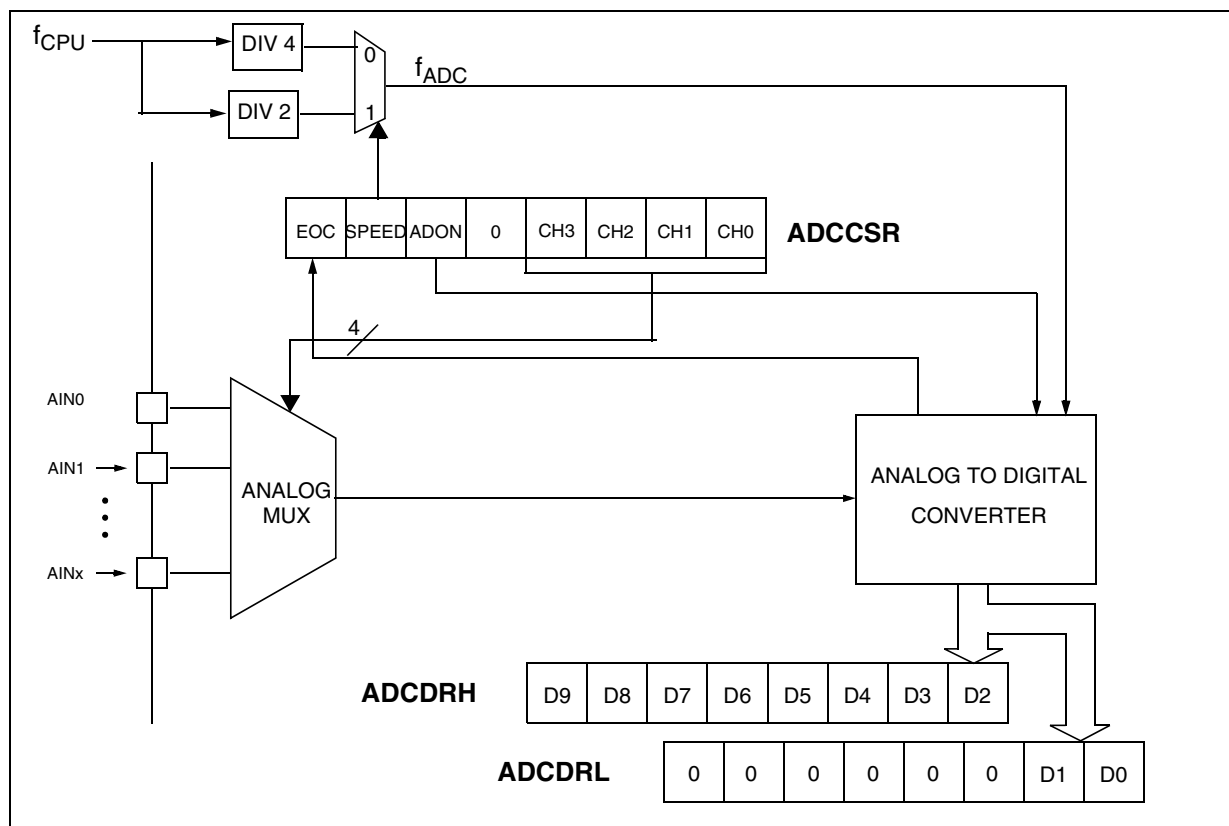 fCPU
DIV 4
0
fADC
DIV 2
1
EOC SPEED ADON 0 CH3 CH2 CH1 CH0
ADCCSR
4
AIN0
AIN1
AINx
ANALOG
MUX
ANALOG TO DIGITAL
CONVERTER
ADCDRH
D9 D8 D7 D6 D5 D4 D3 D2
ADCDRL
0 0 0 0 0 0 D1 D0